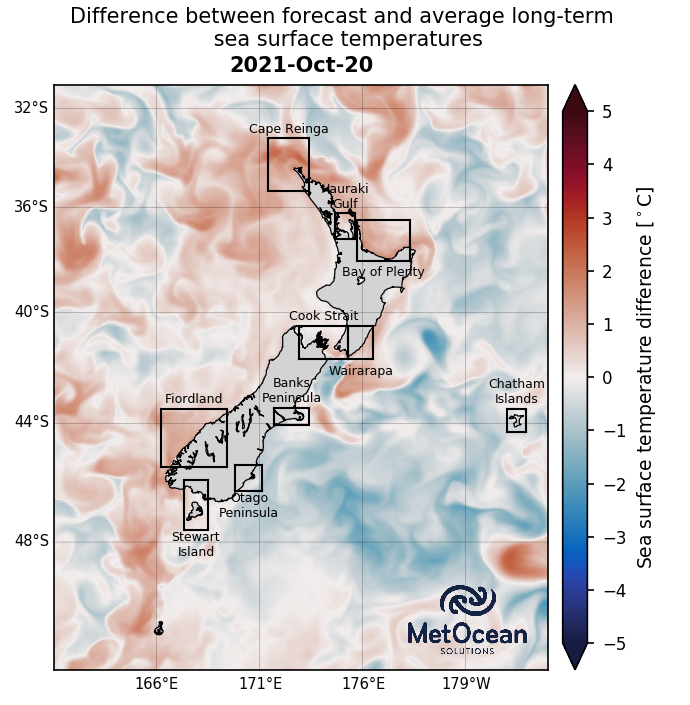 Difference between forecast and average long-term
sea surface temperatures
2021-Oct-20
32°S
36°S
40°S
44°S
48°S
166°E
171°E
176°E
179°W
Cape Reinga
Hauraki
Gulf
Bay of Plenty
Cook Strait
Wairarapa
Banks
Peninsula
Fiordland
Chatham
Islands
Otago
Peninsula
Stewart
Island
MetOcean
SOLUTIONS
5
4
3
2
1
0
−1
−2
−3
−4
−5
Sea surface temperature difference [°C]